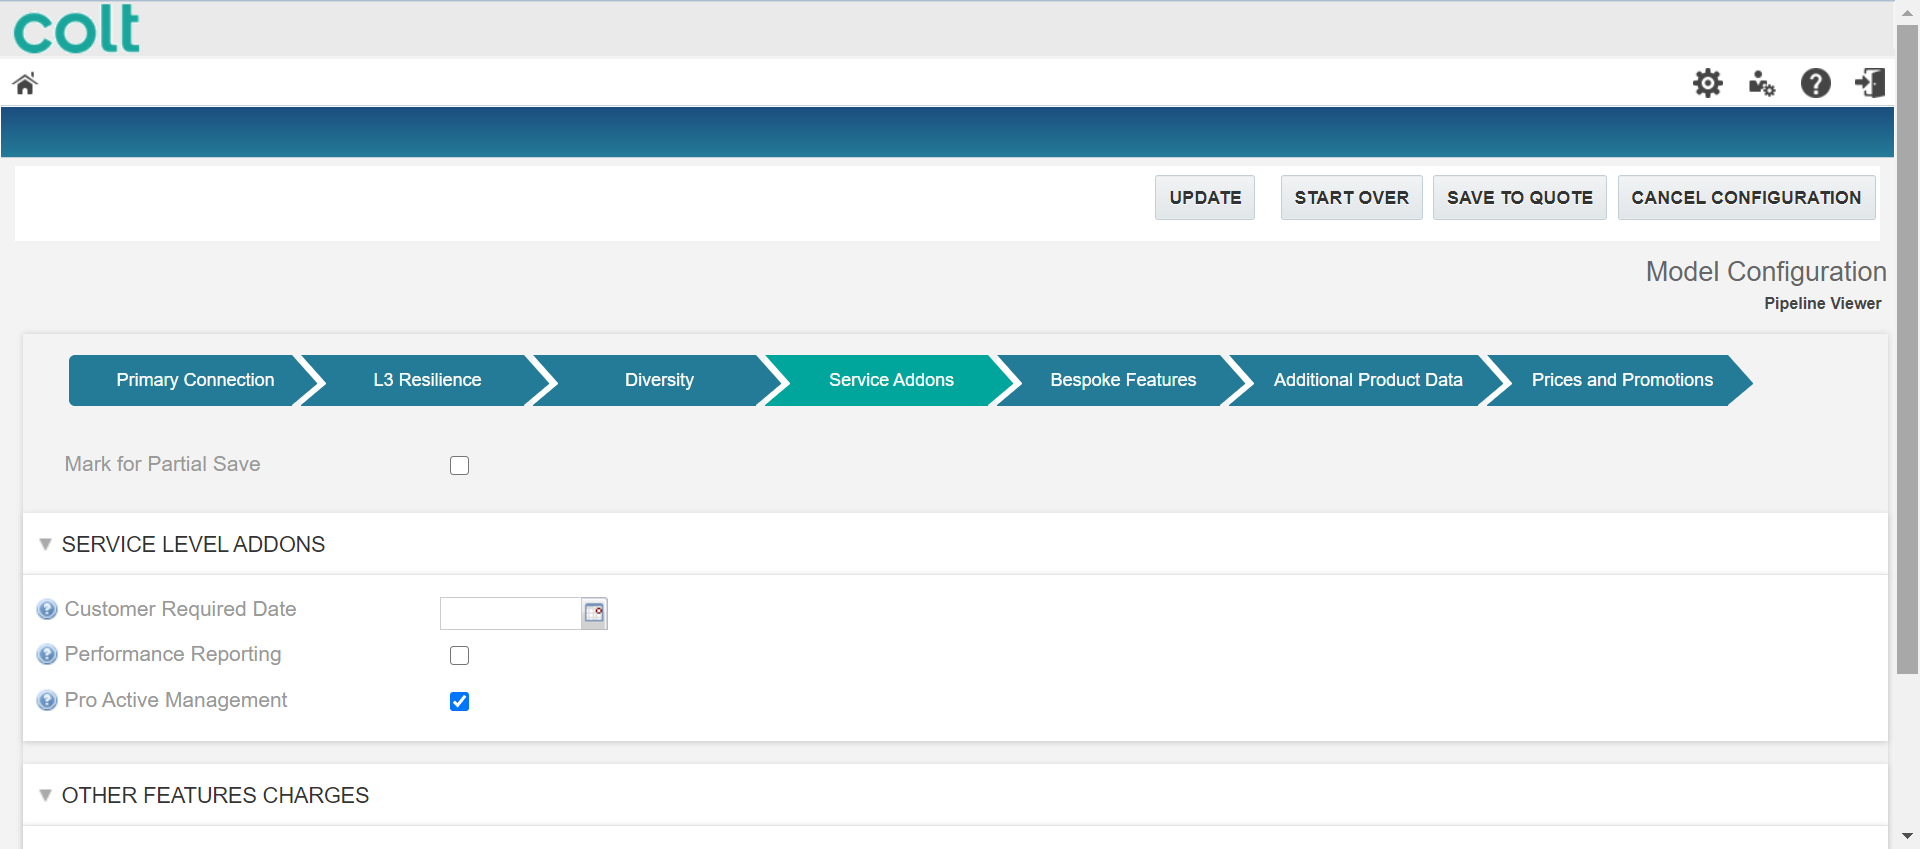 colt
UPDATE START OVER SAVE TO QUOTE CANCEL CONFIGURATION
Model Configuration
Pipeline Viewer
Primary Connection L3 Resilience Diversity Service Addons Bespoke Features Additional Product Data Prices and Promotions
Mark for Partial Save
SERVICE LEVEL ADDONS
Customer Required Date
Performance Reporting
Pro Active Management
OTHER FEATURES CHARGES